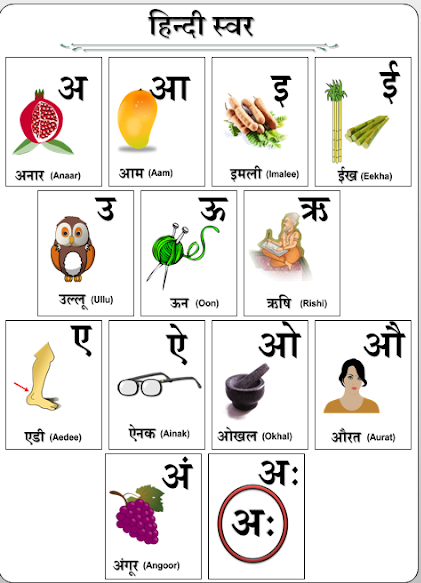 हिन्दी स्वर
अ
अनार (Anaar)
आ
आम (Aam)
इ
इमली (Imalee)
ई
ईख (Eekha)
उ
उल्लू (Ullu)
ऊ
ऊन (Oon)
ऋ
ऋषि (Rishi)
ए
एडी (Aedee)
ऐ
ऐनक (Ainak)
ओ
ओखल (Okhal)
औ
औरत (Aurat)
अं
अंगूर (Angoor)
अः
अः